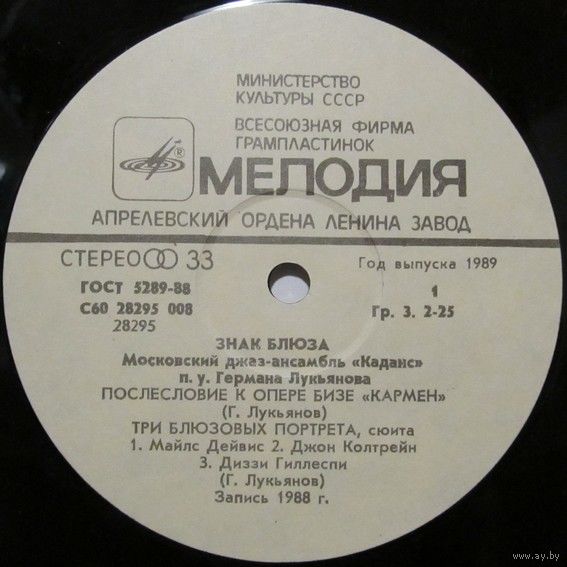 МИНИСТЕРСТВО
КУЛЬТУРЫ СССР
ВСЕСОЮЗНАЯ ФИРМА
ГРАМПЛАСТИНОК
®
МЕЛОДИЯ
АПРЕЛЕВСКИЙ ОРДЕНА ЛЕНИНА ЗАВОД
СТЕРЕО 33
Год выпуска 1989
ГОСТ 5289-88
1
С60 28295 008
Гр. 3. 2-25
28295
ЗНАК БЛЮЗА
Московский джаз-ансамбль «Каданс»
п. у. Германа Лукьянова
ПОСЛЕСЛОВИЕ К ОПЕРЕ БИЗЕ «КАРМЕН»
(Г. Лукьянов)
ТРИ БЛЮЗОВЫХ ПОРТРЕТА, сюита
1. Майлс Дейвис 2. Джон Колтрейн
3. Диззи Гиллеспи
(Г. Лукьянов)
Запись 1988 г.
www.ay.by